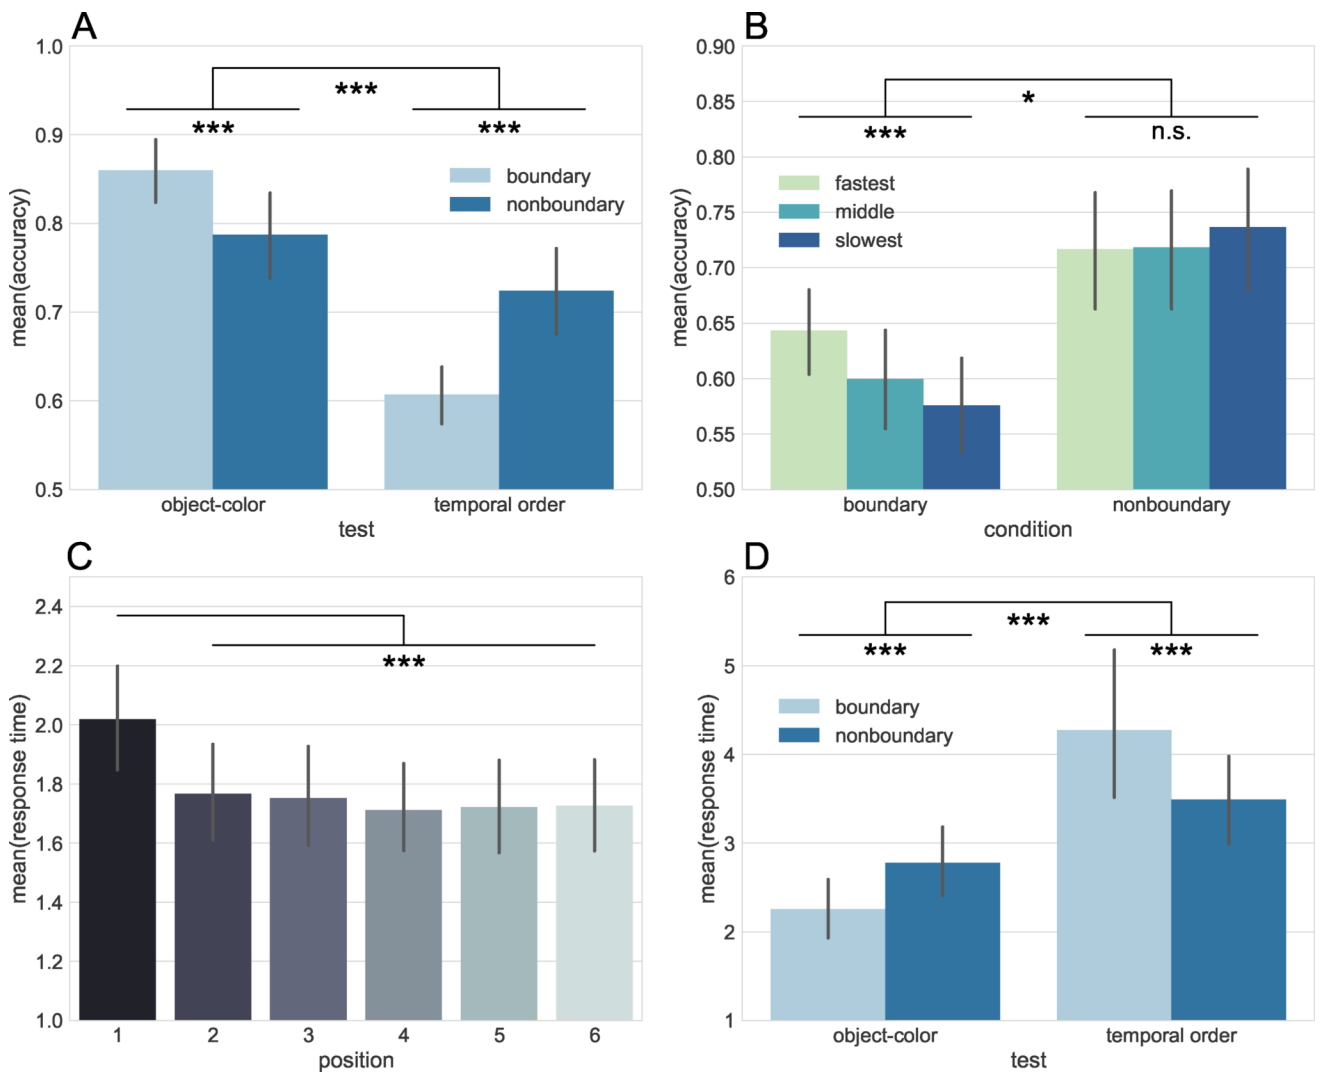 A
mean(accuracy)
1.0
0.9
0.8
0.7
0.6
0.5
***
***
***
boundary
nonboundary
object-color
temporal order
test
B
mean(accuracy)
0.90
0.85
0.80
0.75
0.70
0.65
0.60
0.55
0.50
*
***
n.s.
fastest
middle
slowest
boundary
nonboundary
condition
C
mean(response time)
2.4
2.2
2.0
1.8
1.6
1.4
1.2
1.0
***
1 2 3 4 5 6
position
D
mean(response time)
6
5
4
3
2
1
***
***
***
boundary
nonboundary
object-color
temporal order
test